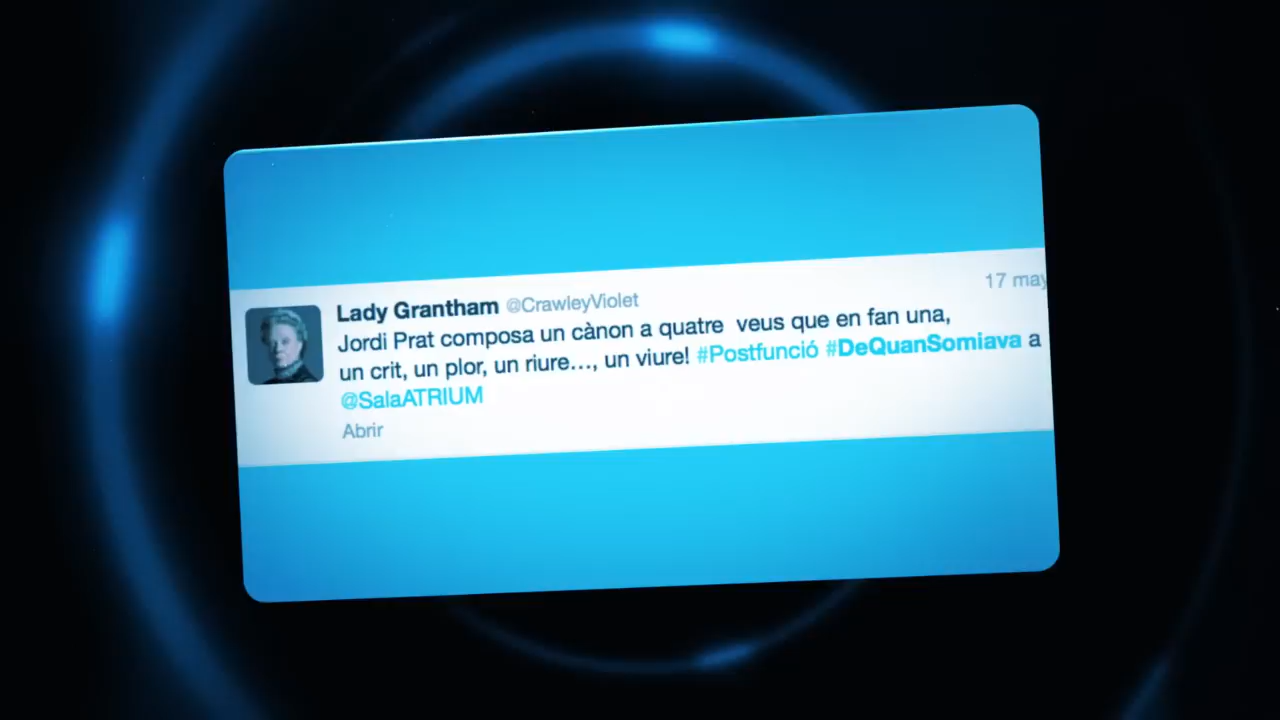 Lady Grantham @CrawleyViolet
17 may
Jordi Prat composa un cànon a quatre veus que en fan una,
un crit, un plor, un riure..., un viure! #Postfunció #DeQuanSomiava a
@SalaATRIUM
Abrir